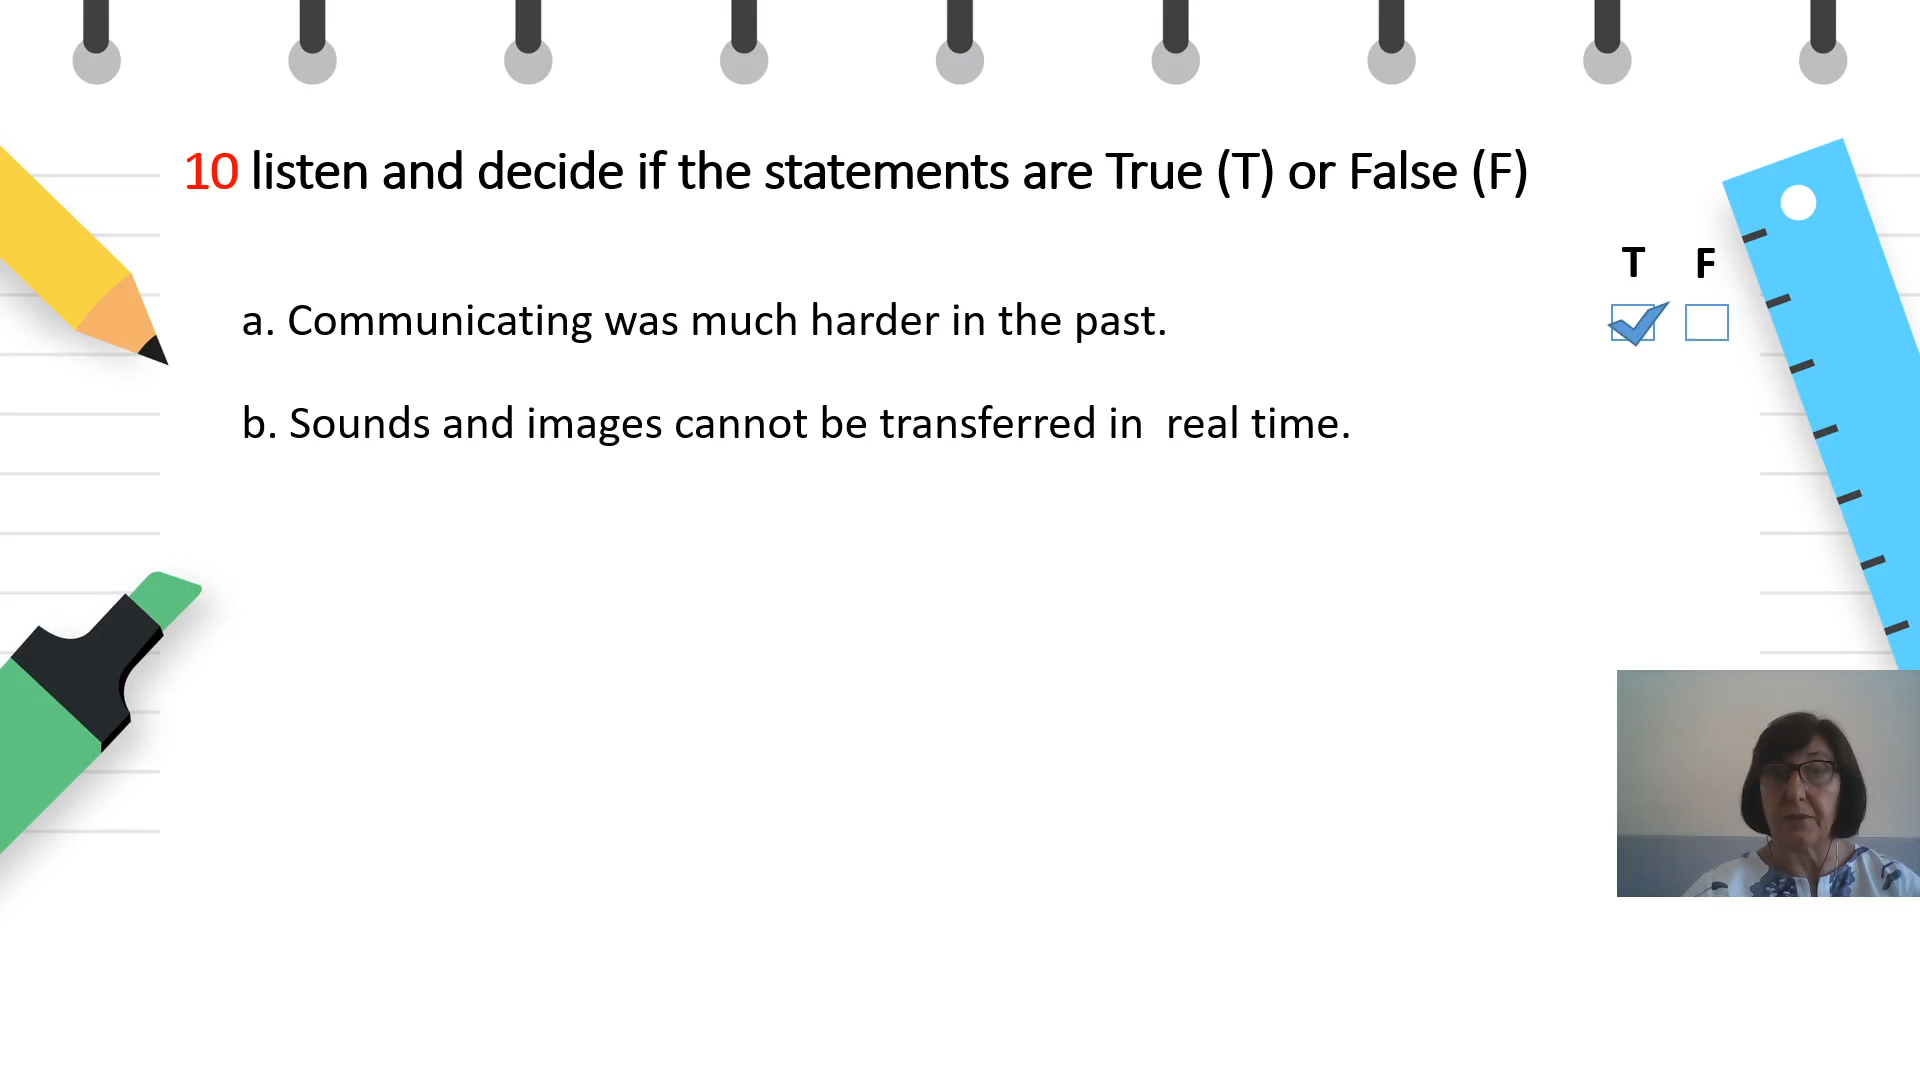 10 listen and decide if the statements are True (T) or False (F)
T F
a. Communicating was much harder in the past.
b. Sounds and images cannot be transferred in  real time.